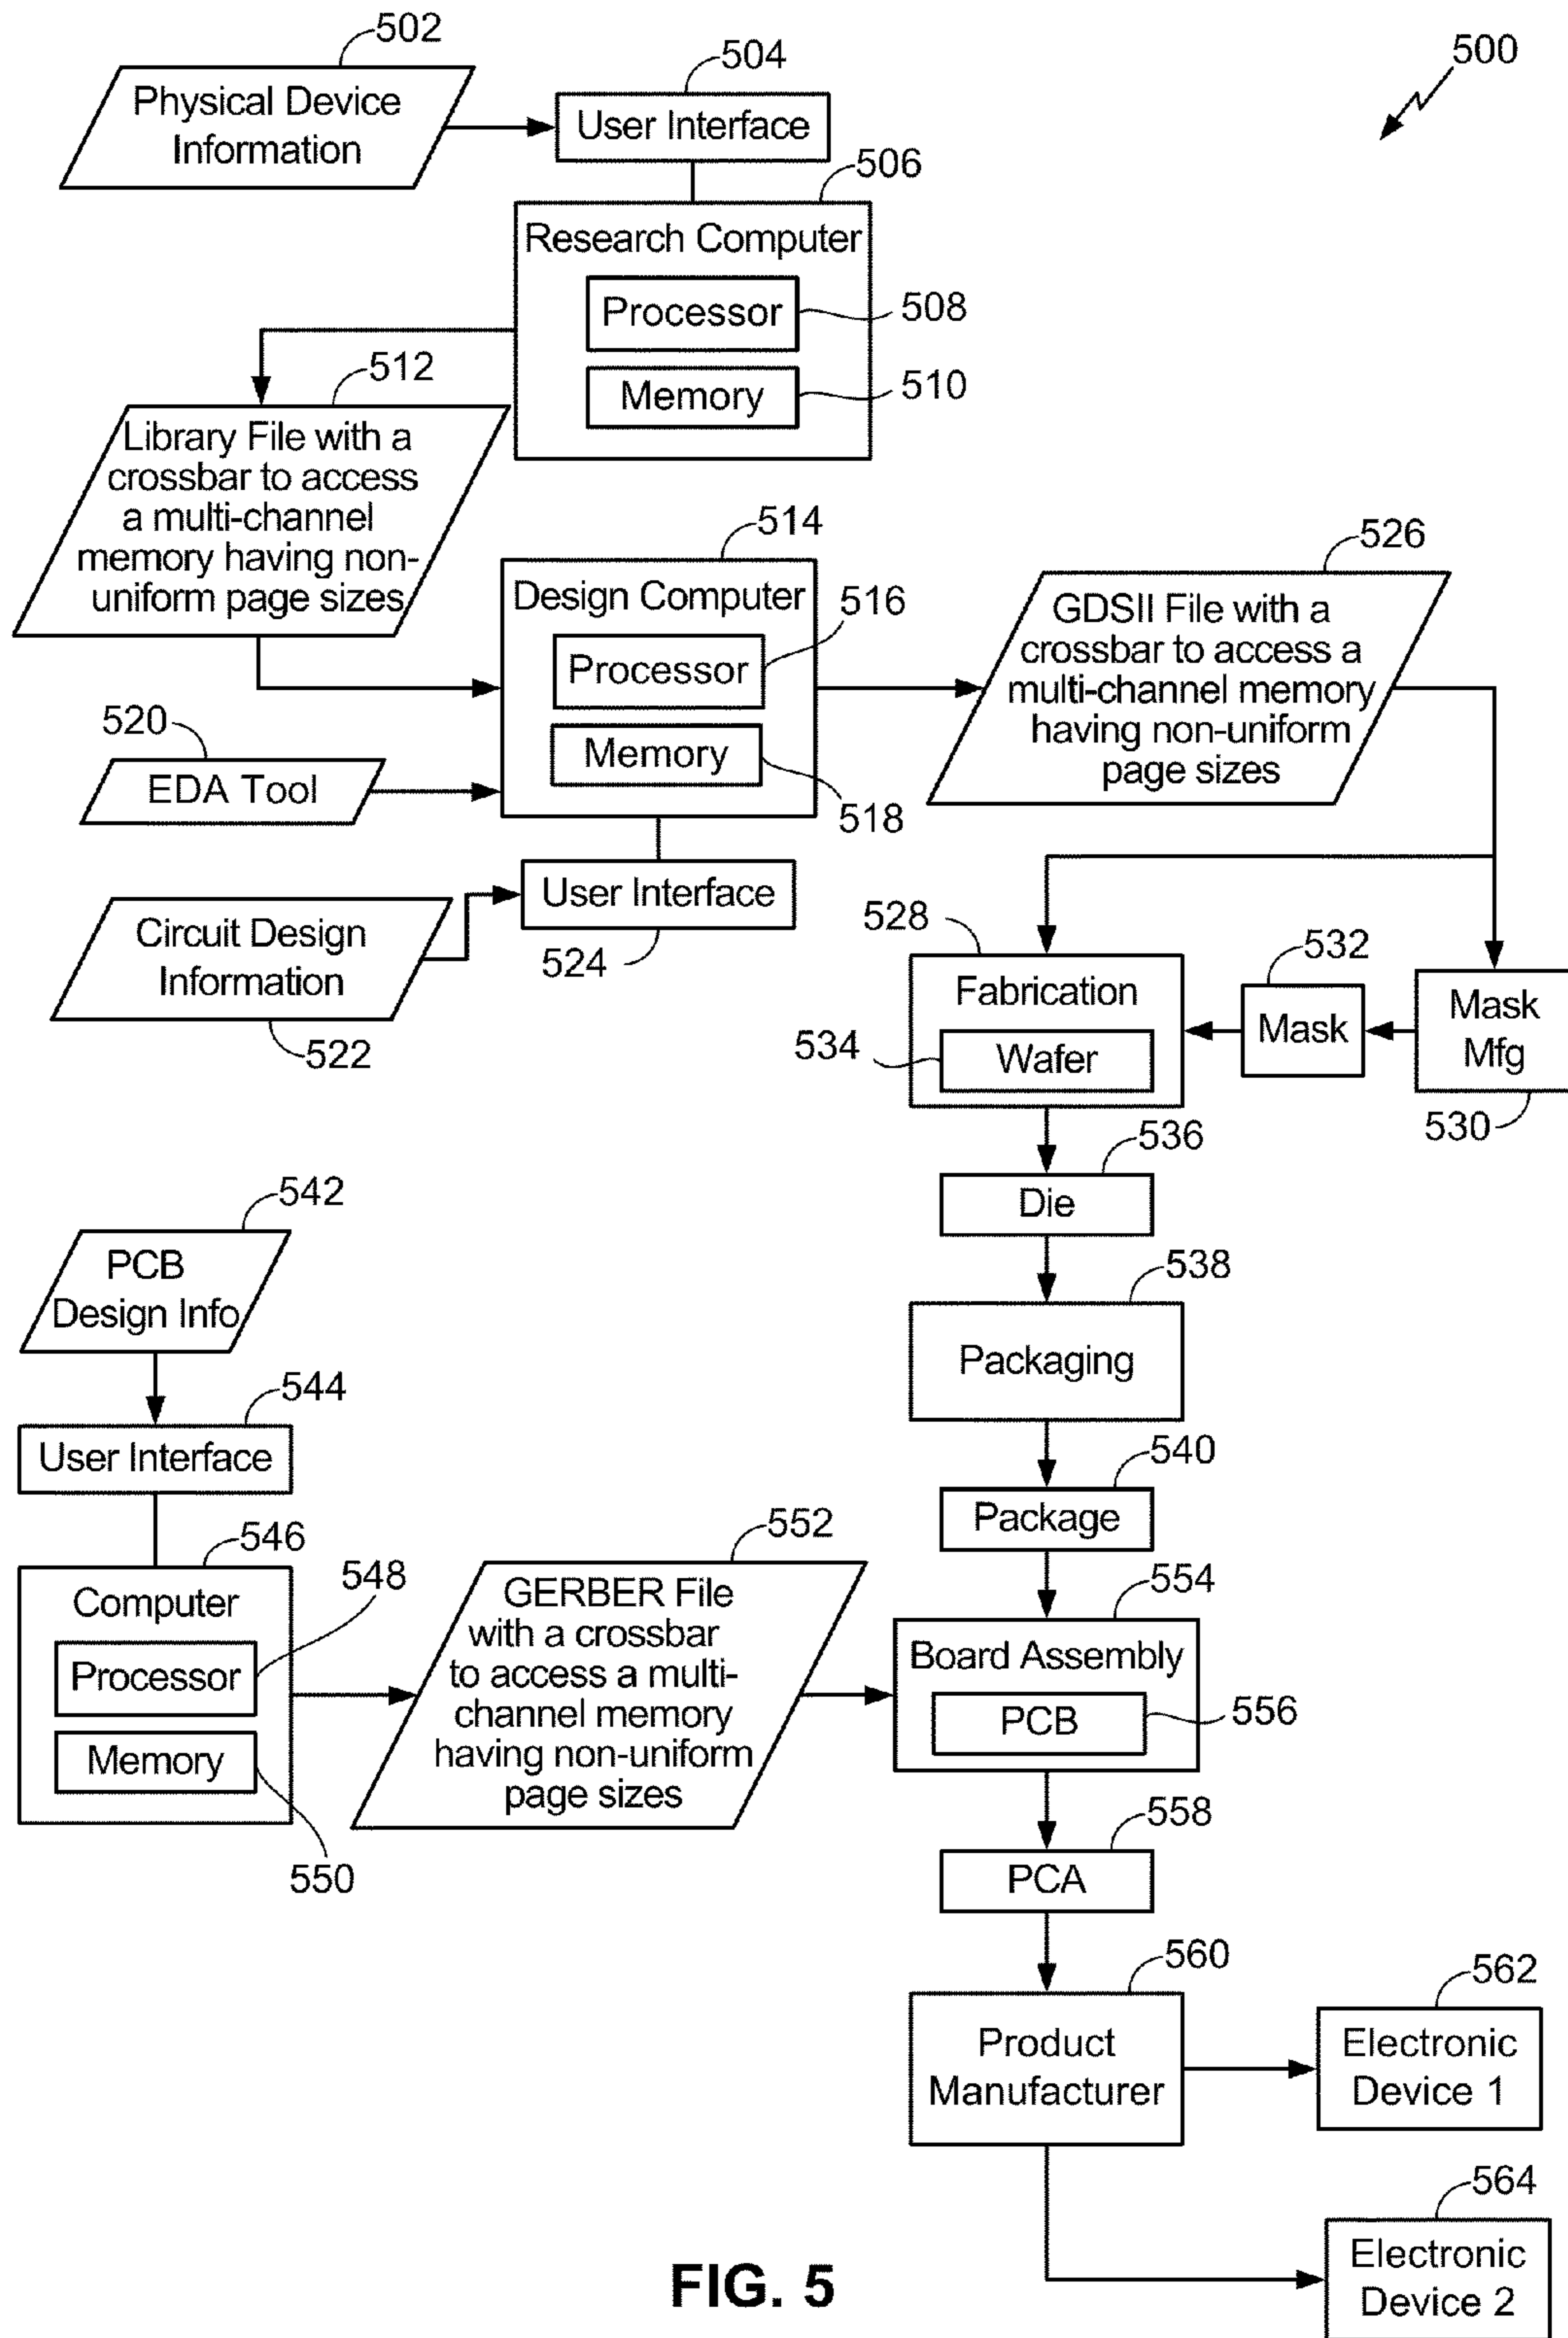 502
Physical Device
Information
504
User Interface
500
506
Research Computer
Processor
508
Memory
510
512
Library File with a
crossbar to access
a multi-channel
memory having non-
uniform page sizes
514
Design Computer
516
Processor
Memory
518
520
EDA Tool
526
GDSII File with a
crossbar to access a
multi-channel memory
having non-uniform
page sizes
User Interface
524
Circuit Design
Information
522
528
Fabrication
534
Wafer
532
Mask
Mask
Mfg
530
536
Die
538
Packaging
540
Package
542
PCB
Design Info
544
User Interface
546
Computer
548
Processor
Memory
550
552
GERBER File
with a crossbar
to access a multi-
channel memory
having non-uniform
page sizes
554
Board Assembly
PCB
556
558
PCA
560
Product
Manufacturer
562
Electronic
Device 1
564
Electronic
Device 2
FIG. 5